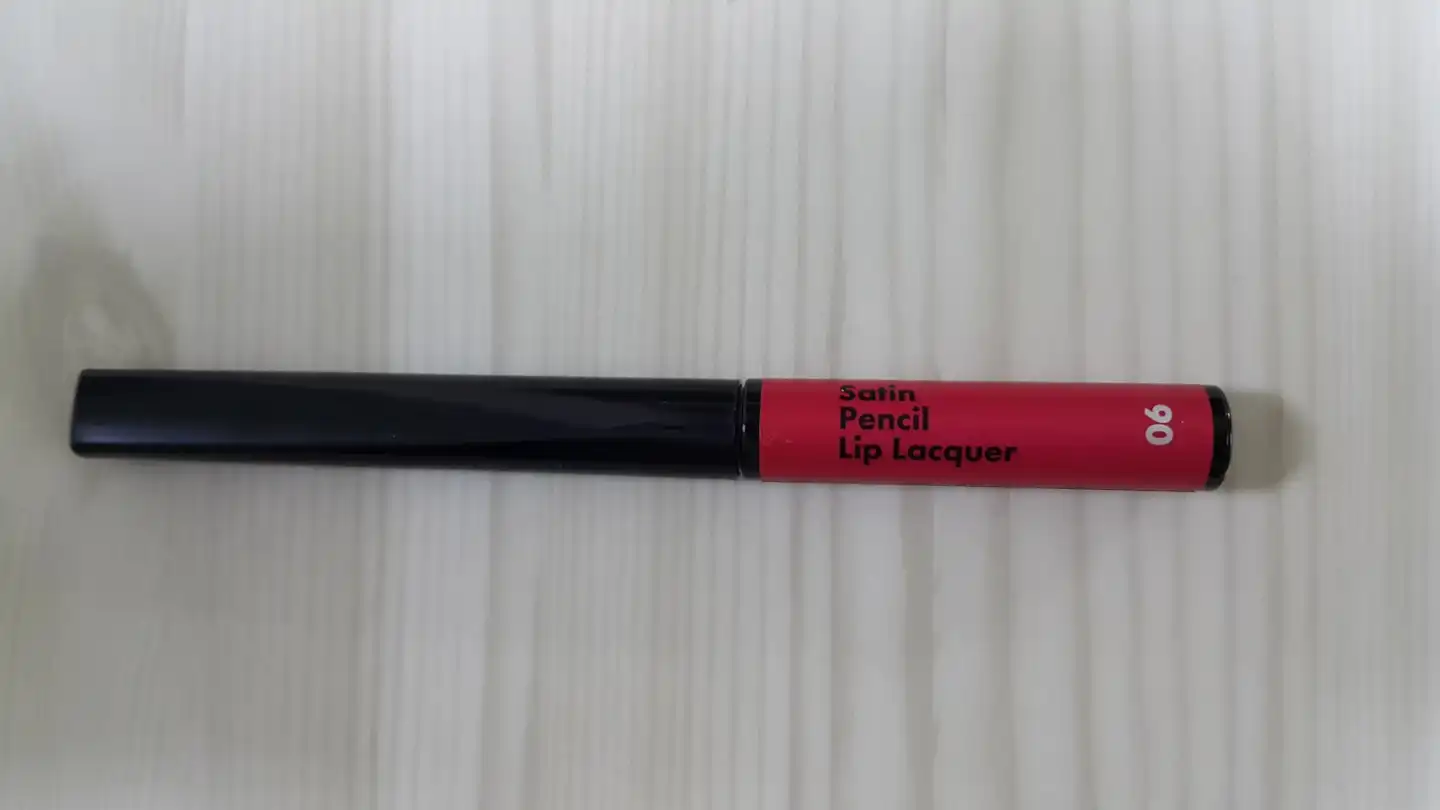 Satin
Pencil
Lip Lacquer
06